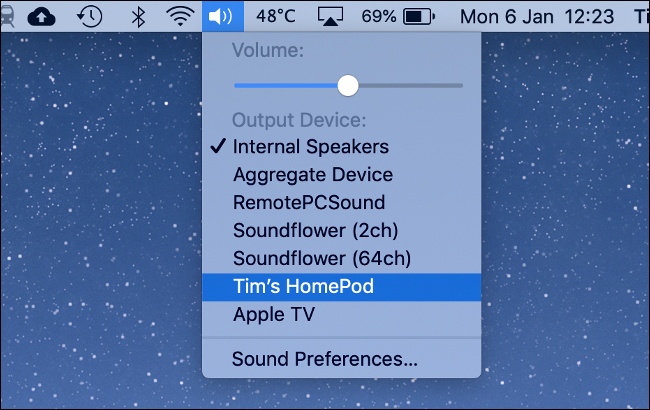 48°C 69% Mon 6 Jan 12:23 Ti
Volume:
Output Device:
✓ Internal Speakers
Aggregate Device
RemotePCSound
Soundflower (2ch)
Soundflower (64ch)
Tim’s HomePod
Apple TV
Sound Preferences...